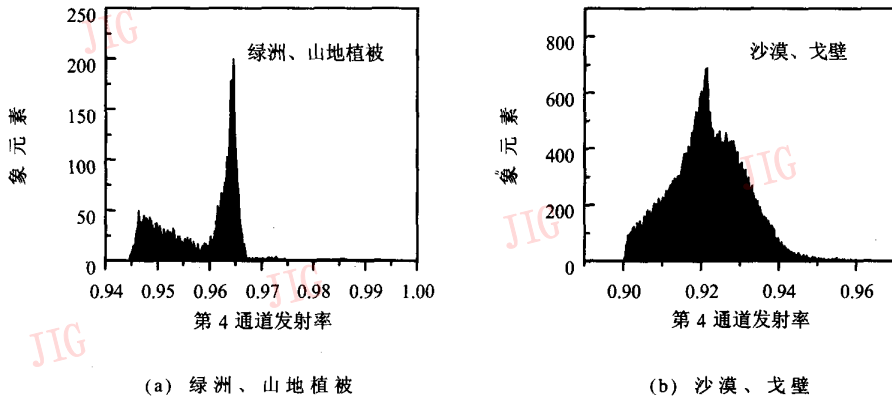 250
200
150
100
50
0
象元素
JIG
绿洲、山地植被
0.94 0.95 0.96 0.97 0.98 0.99 1.00
第4通道发射率
JIG
JIG
(a) 绿洲、山地植被
800
600
400
200
0
象元素
沙漠、戈壁
JIG
JIG
0.90 0.92 0.94 0.96
第4通道发射率
(b) 沙漠、戈壁